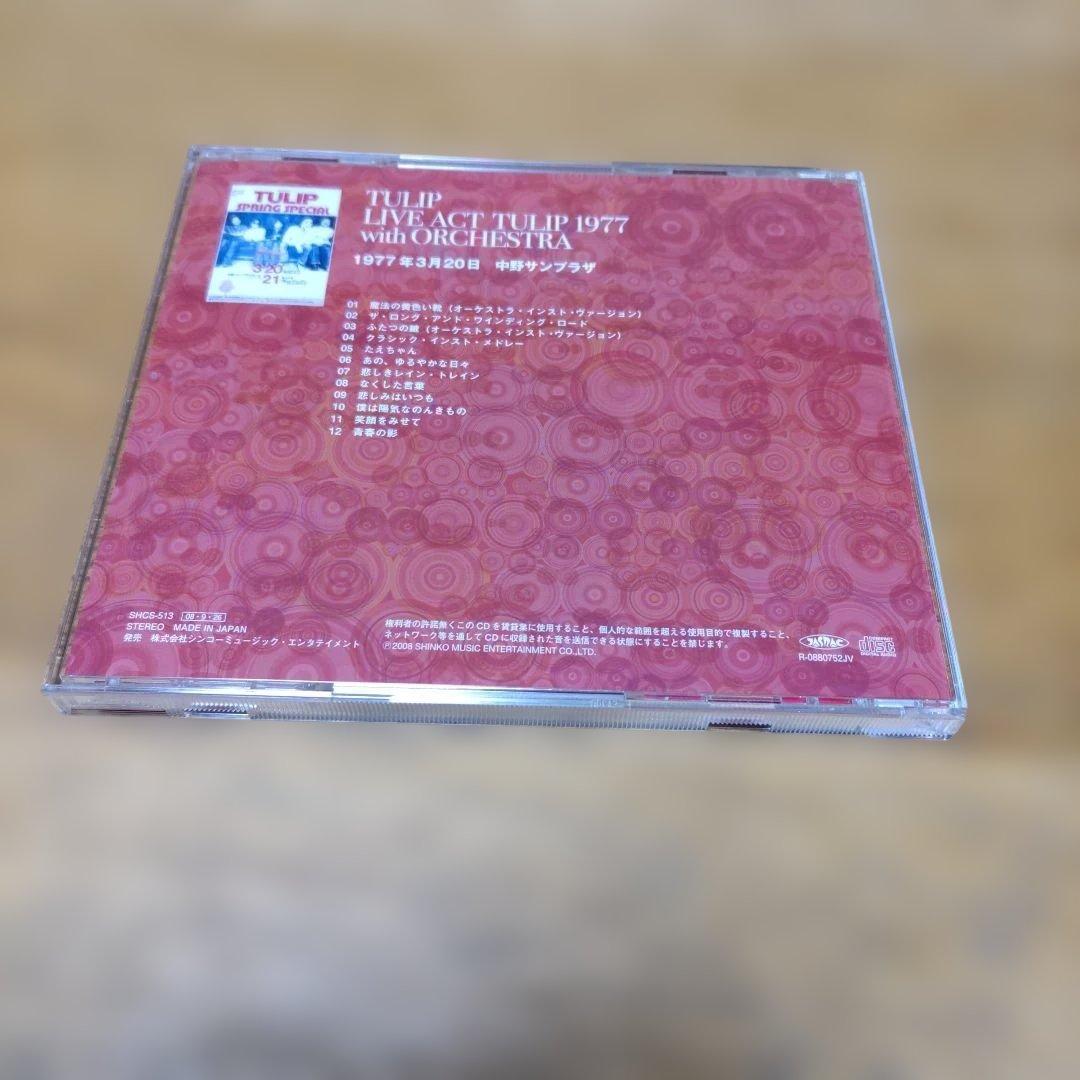 TULIP
SPRING SPECIAL
3・20
21
TULIP
LIVE ACT TULIP 1977
with ORCHESTRA
1977年3月20日 中野サンプラザ
01 魔法の黄色い靴（オーケストラ・インスト・ヴァージョン）
02 ザ・ロング・アンド・ワインディング・ロード
03 ふたつの鍵（オーケストラ・インスト・ヴァージョン）
04 クラシック・インスト・メドレー
05 たえちゃん
06 あの、ゆるやかな日々
07 悲しきレイン・トレイン
08 なくした言葉
09 悲しみはいつも
10 僕は陽気なのんきもの
11 笑顔をみせて
12 青春の影
SHCS-513 08・9・26
STEREO MADE IN JAPAN
発売 株式会社シンコーミュージック・エンタテイメント
権利者の許諾無くこのCDを賃貸業に使用すること、個人的な範囲を超える使用目的で複製すること、
ネットワーク等を通してCDに収録された音を送信できる状態にすることを禁じます。
Ⓟ2008 SHINKO MUSIC ENTERTAINMENT CO.,LTD.
JASRAC
R-0880752JV
COMPACT
disc
DIGITAL AUDIO